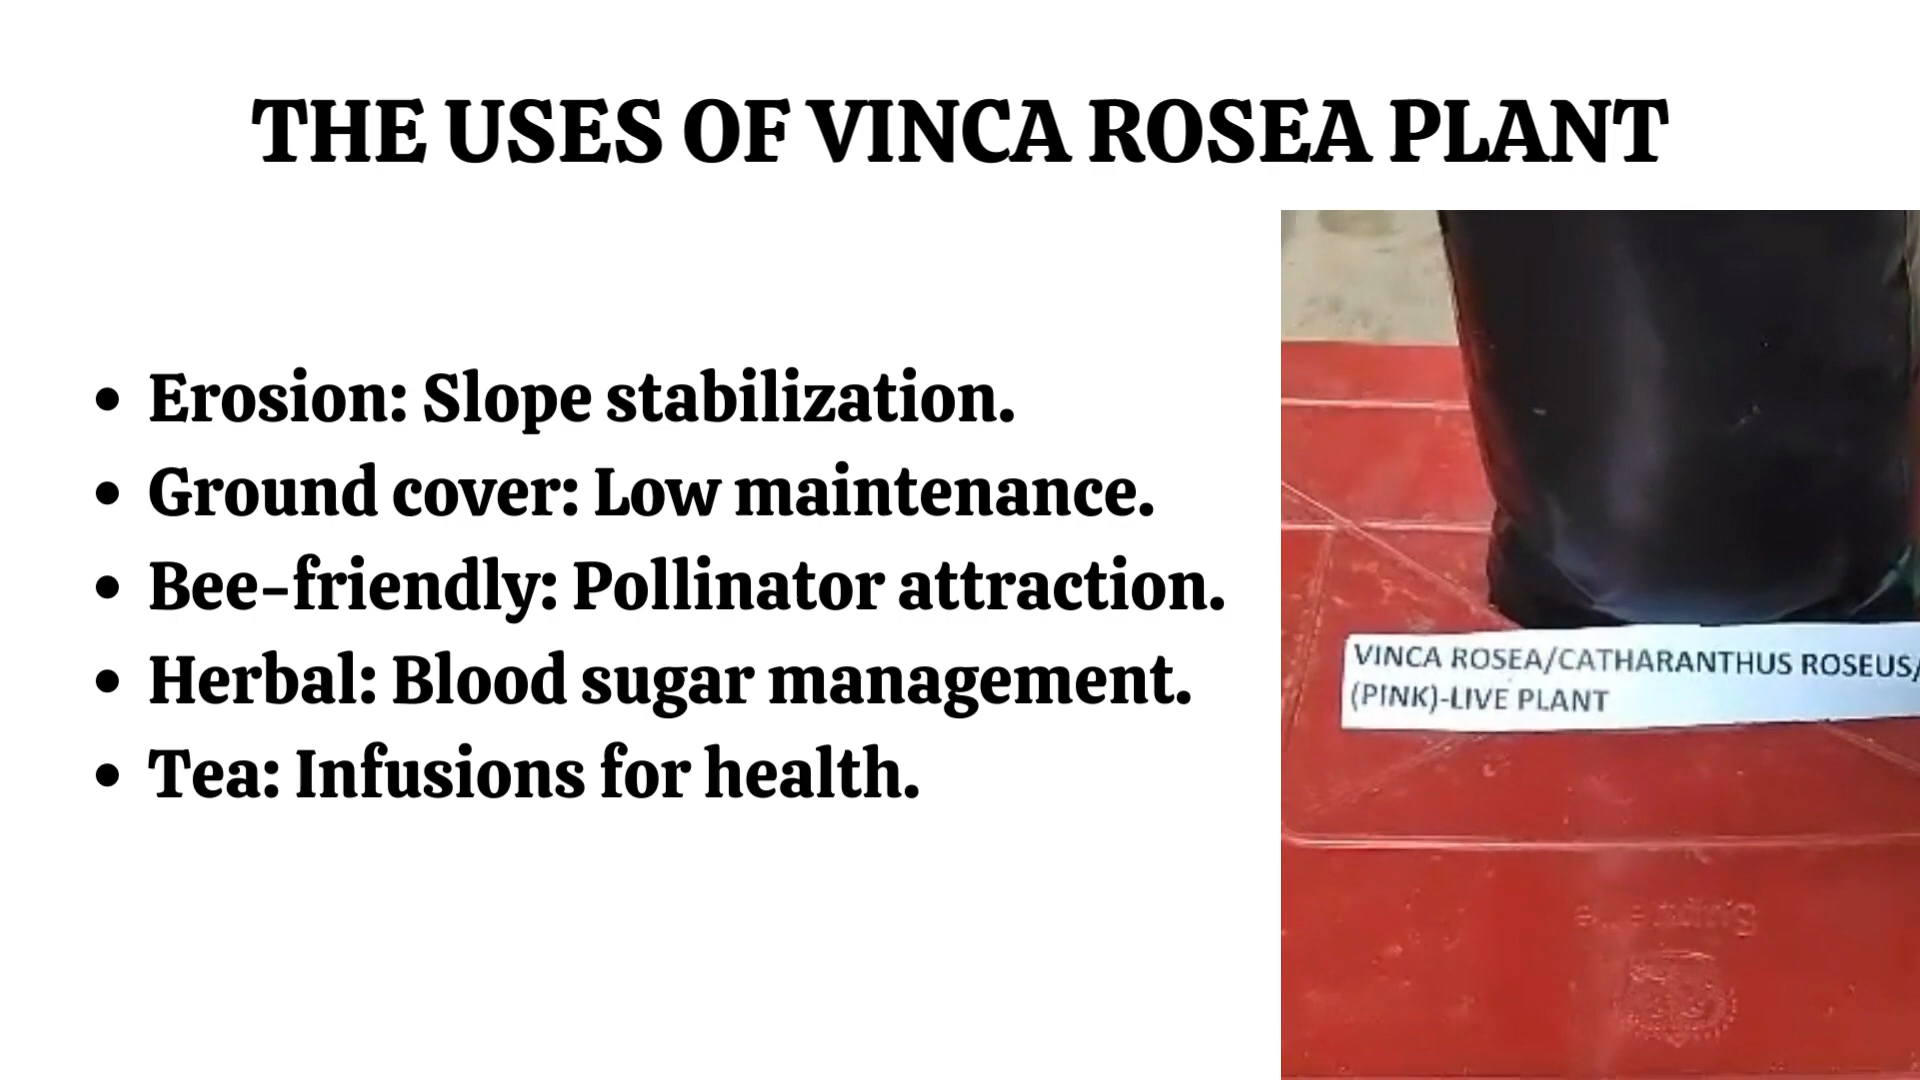 THE USES OF VINCA ROSEA PLANT
• Erosion: Slope stabilization.
• Ground cover: Low maintenance.
• Bee-friendly: Pollinator attraction.
• Herbal: Blood sugar management.
• Tea: Infusions for health.
VINCA ROSEA/CATHARANTHUS ROSEUS/
(PINK)-LIVE PLANT